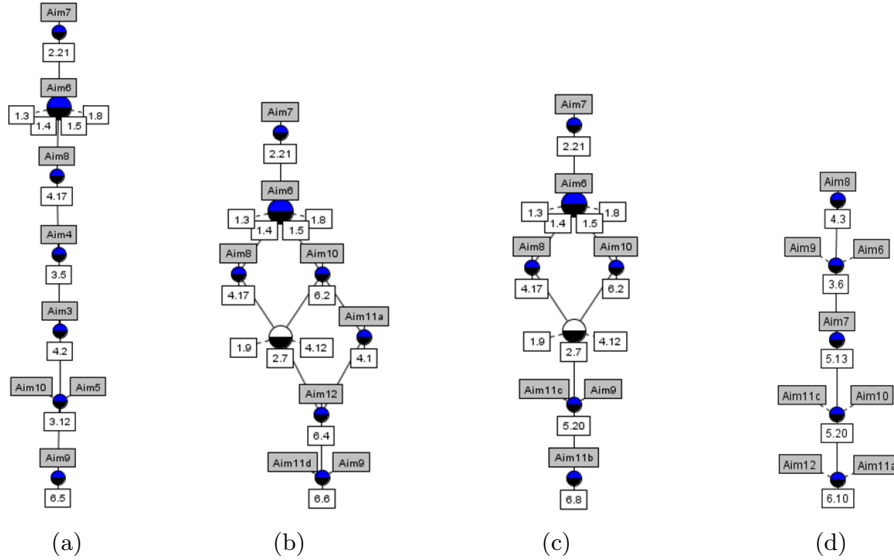 Aim7
2.21
Aim6
1.3
1.8
1.4
1.5
Aim8
4.17
Aim4
3.5
Aim3
4.2
Aim10
Aim5
3.12
Aim9
6.5
(a)
Aim7
2.21
Aim6
1.3
1.8
1.4
1.5
Aim8
Aim10
4.17
6.2
Aim11a
1.9
4.12
2.7
4.1
Aim12
6.4
Aim11d
Aim9
6.6
(b)
Aim7
2.21
Aim6
1.3
1.8
1.4
1.5
Aim8
Aim10
4.17
6.2
1.9
4.12
2.7
Aim11c
Aim9
5.20
Aim11b
6.8
(c)
Aim8
4.3
Aim9
Aim6
3.6
Aim7
5.13
Aim11c
Aim10
5.20
Aim12
Aim11a
6.10
(d)